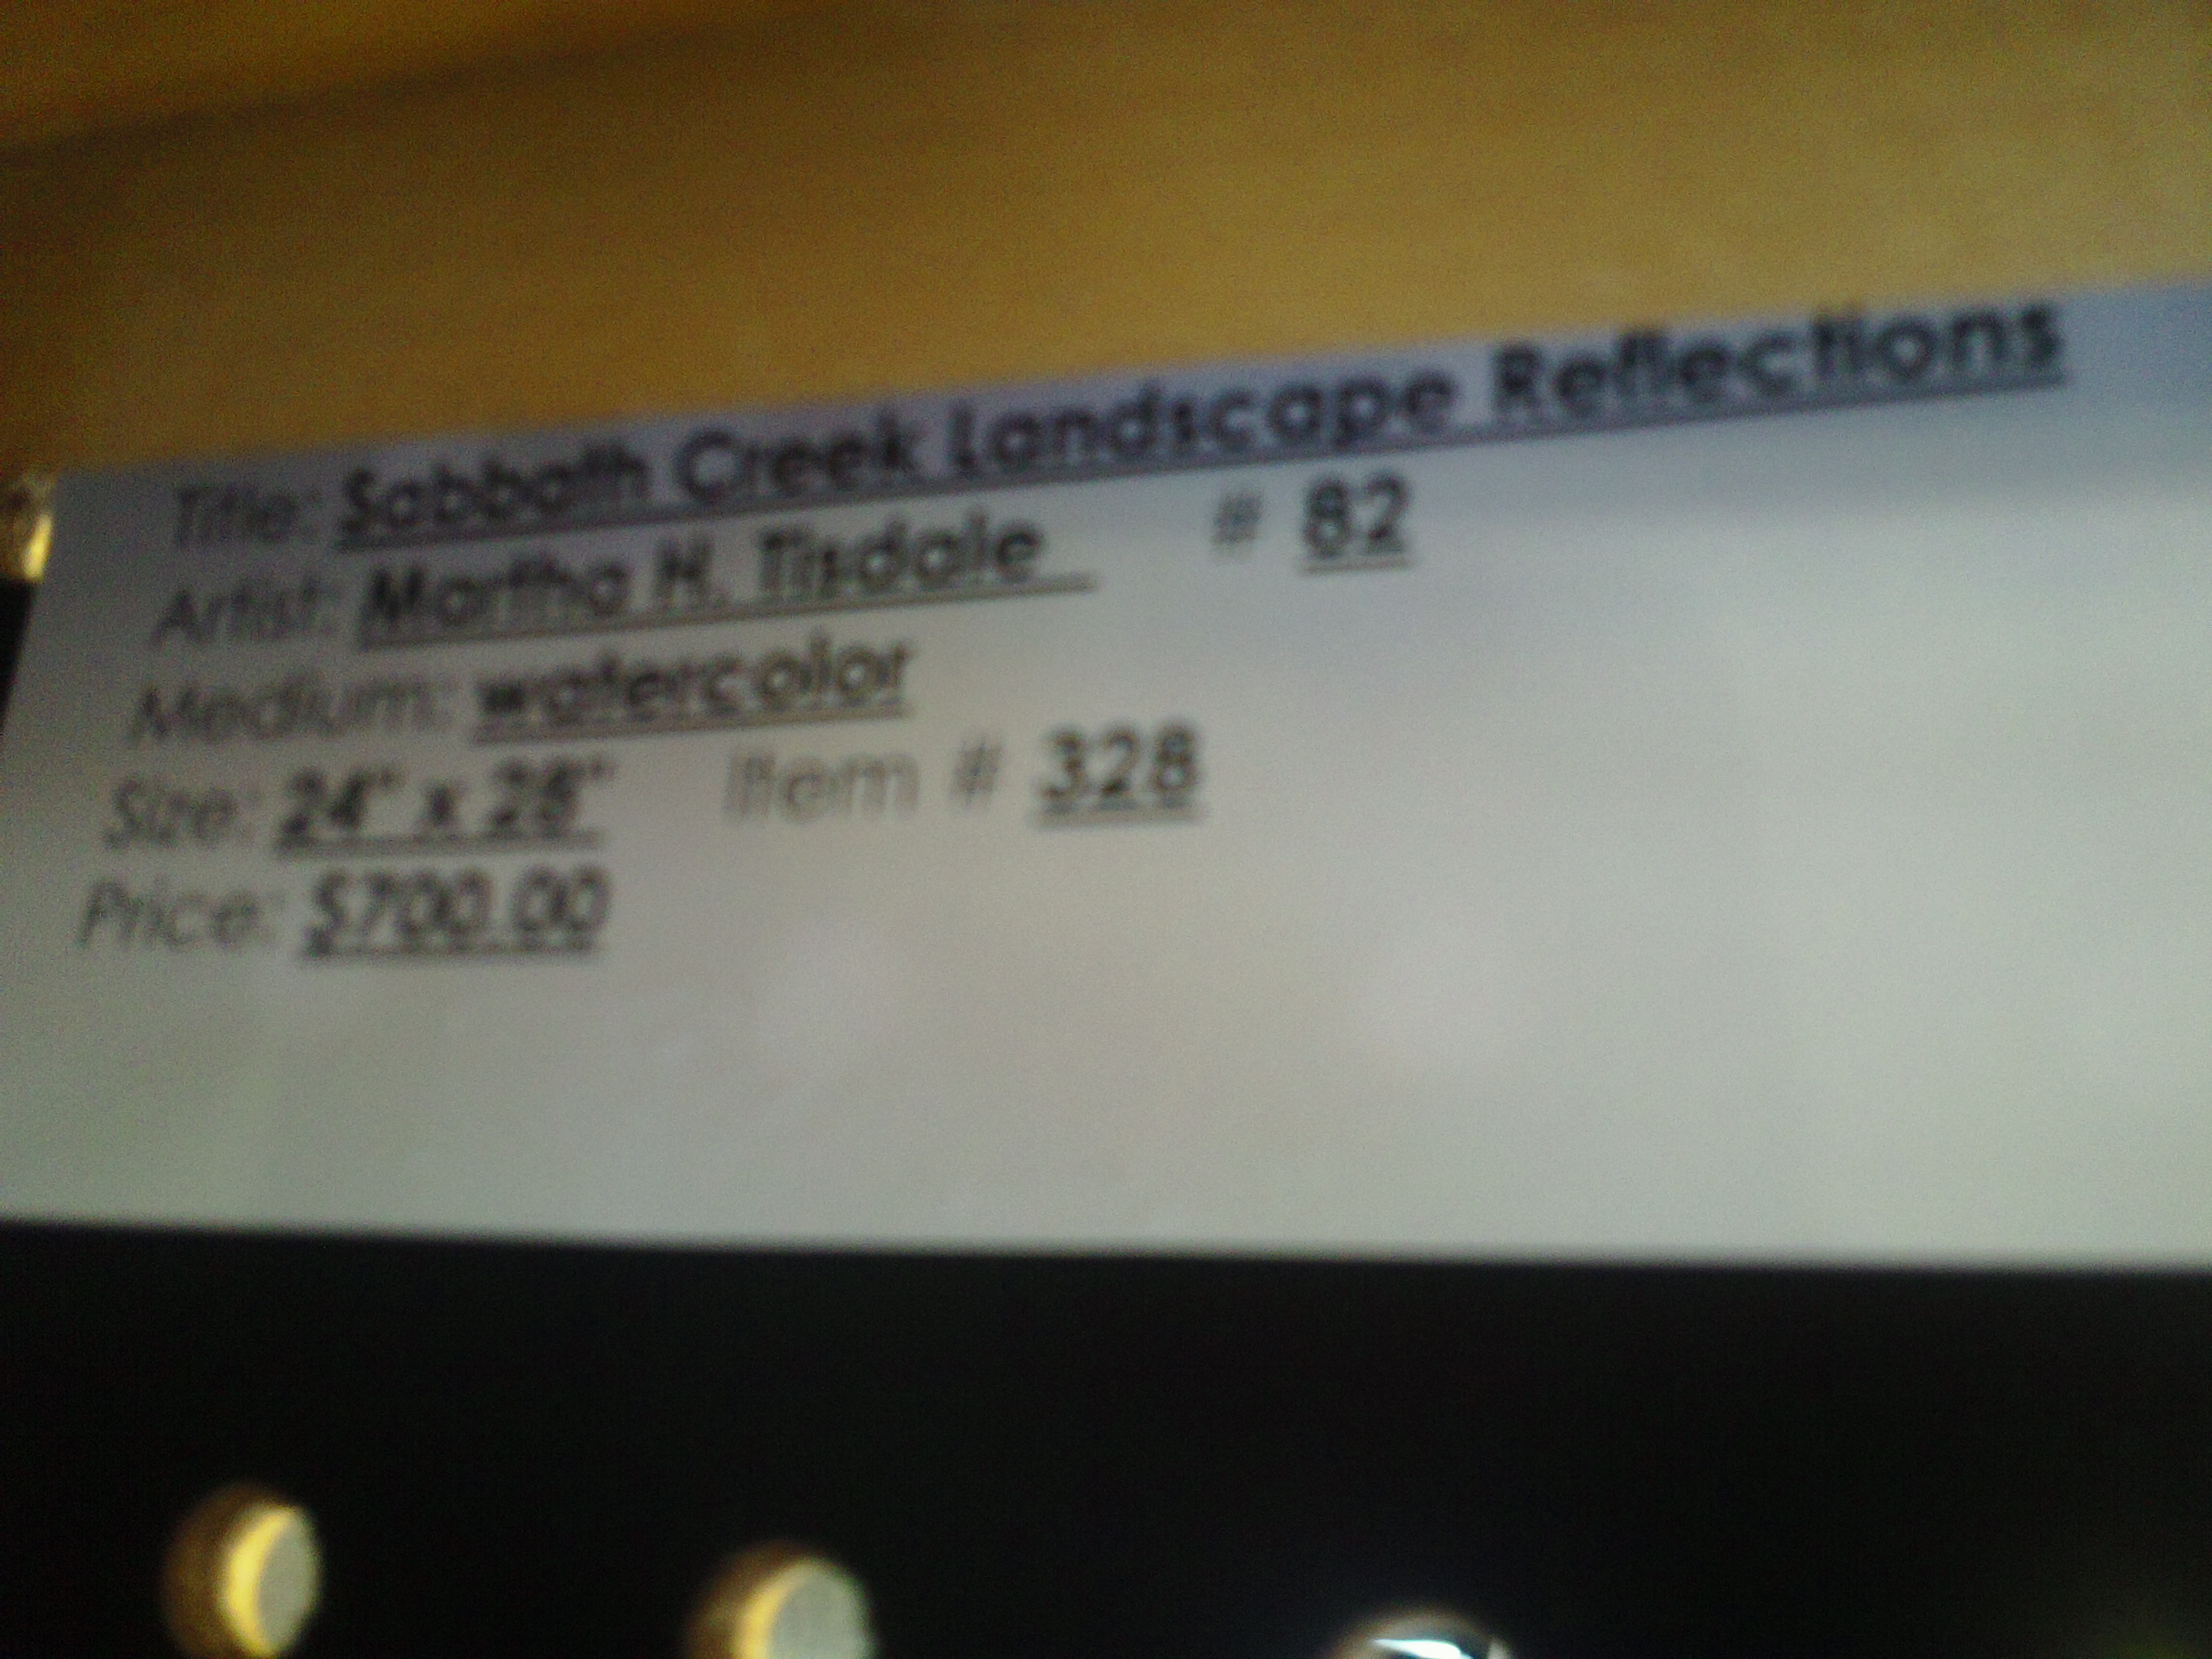 Title: Sabbath Creek Landscape Reflections
Artist: Martha H. Tisdale # 82
Medium: watercolor
Size: 24" x 28" Item # 328
Price: $700.00